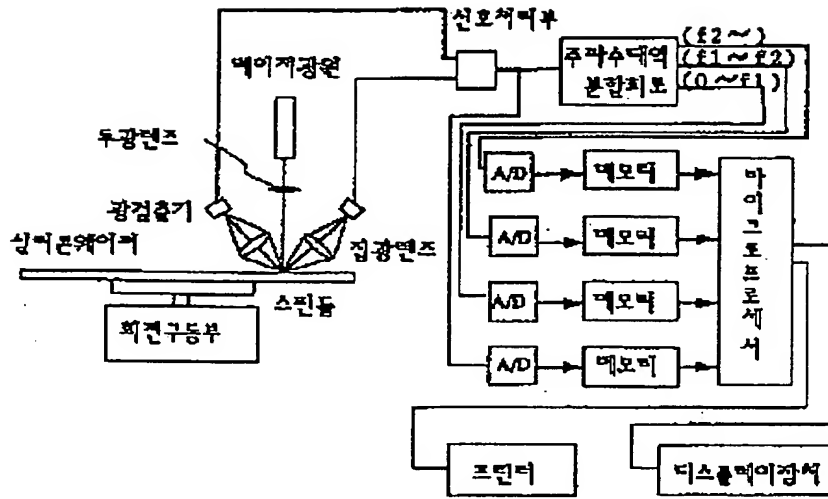 신호처리부
레이저광원
주파수대역
분할회로
(f2～)
(f1～f2)
(0～f1)
투광렌즈
광검출기
집광렌즈
실리콘웨이퍼
스핀들
회전구동부
A/D
메모리
A/D
메모리
A/D
메모리
A/D
메모리
마이크로프로세서
프린터
디스플레이장치